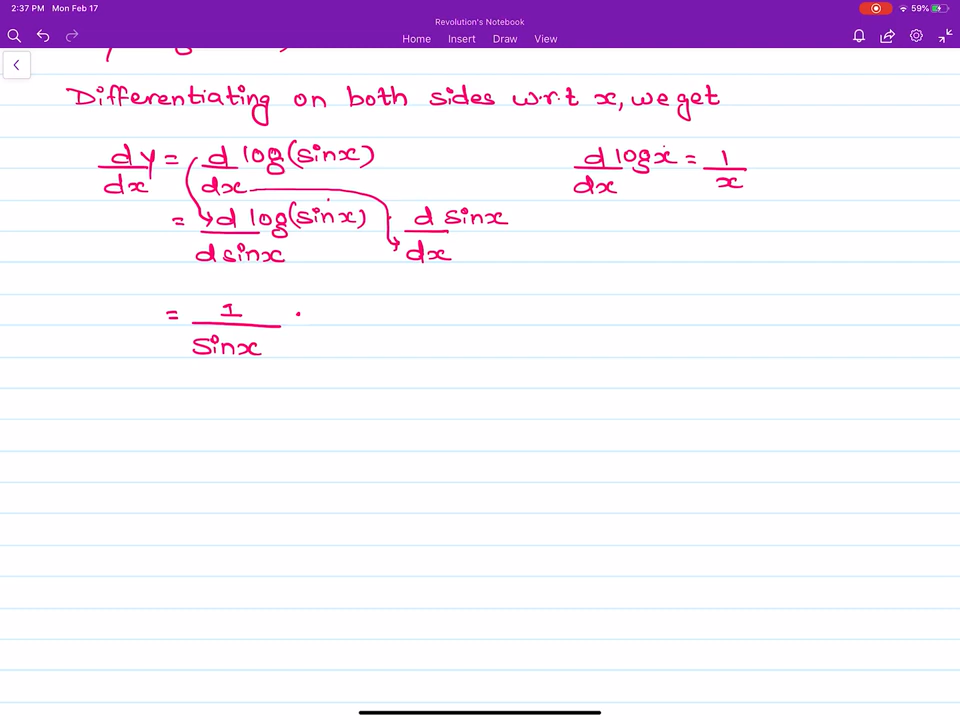 2:37 PM Mon Feb 17 59%
Revolution's Notebook
Home Insert Draw View
Differentiating on both sides w.r.t x, we get
dy/dx = d/dx log(sinx) d/dx logx = 1/x
= d log(sinx)/d sinx · d sinx/dx
= 1/sinx ·